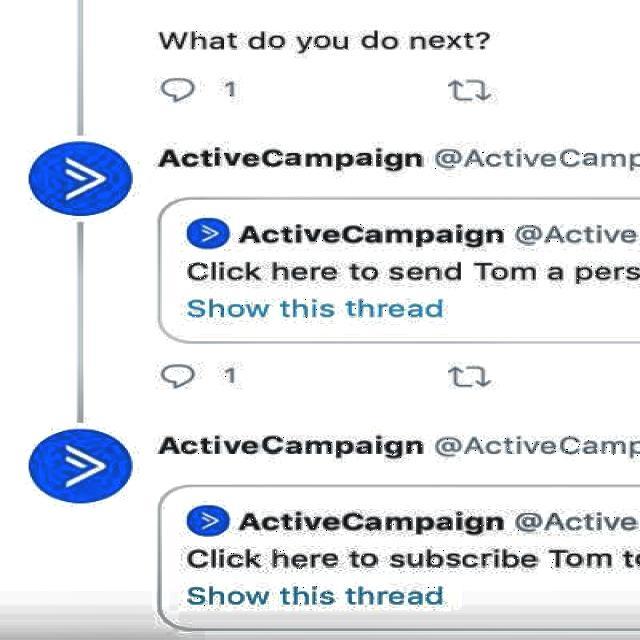 What do you do next?
1
ActiveCampaign @ActiveCamp
ActiveCampaign @Active
Click here to send Tom a pers
Show this thread
1
ActiveCampaign @ActiveCamp
ActiveCampaign @Active
Click here to subscribe Tom to
Show this thread